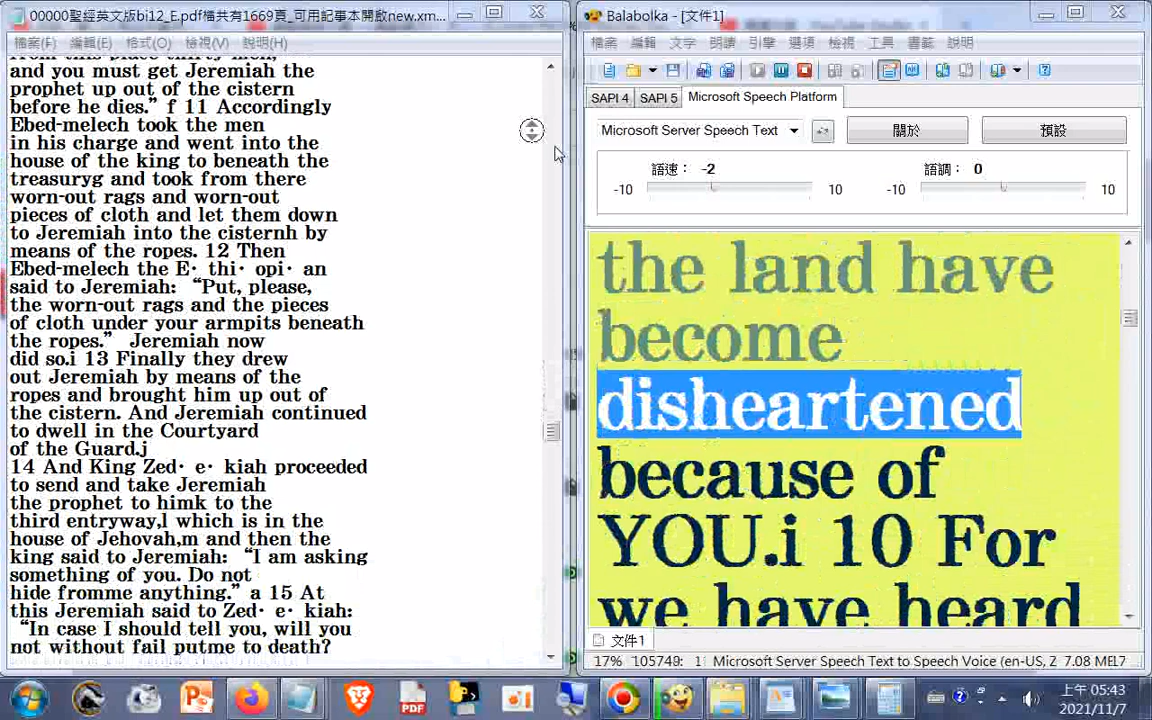 00000聖經英文版bi12_E.pdf檔共有1669頁_可用記事本開啟new.xm...
檔案(F) 編輯(E) 格式(O) 檢視(V) 說明(H)
from this place thirty men,
and you must get Jeremiah the
prophet up out of the cistern
before he dies.” f 11 Accordingly
Ebed-melech took the men
in his charge and went into the
house of the king to beneath the
treasuryg and took from there
worn-out rags and worn-out
pieces of cloth and let them down
to Jeremiah into the cisternh by
means of the ropes. 12 Then
Ebed-melech the E· thi· opi· an
said to Jeremiah: “Put, please,
the worn-out rags and the pieces
of cloth under your armpits beneath
the ropes.” Jeremiah now
did so.i 13 Finally they drew
out Jeremiah by means of the
ropes and brought him up out of
the cistern. And Jeremiah continued
to dwell in the Courtyard
of the Guard.j
14 And King Zed· e· kiah proceeded
to send and take Jeremiah
the prophet to himk to the
third entryway,l which is in the
house of Jehovah,m and then the
king said to Jeremiah: “I am asking
something of you. Do not
hide fromme anything.” a 15 At
this Jeremiah said to Zed· e· kiah:
“In case I should tell you, will you
not without fail putme to death?
Balabolka - [文件1]
檔案 編輯 文字 朗讀 引擎 選項 檢視 工具 書籤 說明
SAPI 4 SAPI 5 Microsoft Speech Platform
Microsoft Server Speech Text 關於 預設
語速： -2 語調： 0
-10 10 -10 10
the land have
become
disheartened
because of
YOU.i 10 For
we have heard
文件1
17% 105748: 1 Microsoft Server Speech Text to Speech Voice (en-US, Z 7.08 MB
上午 05:43
2021/11/7